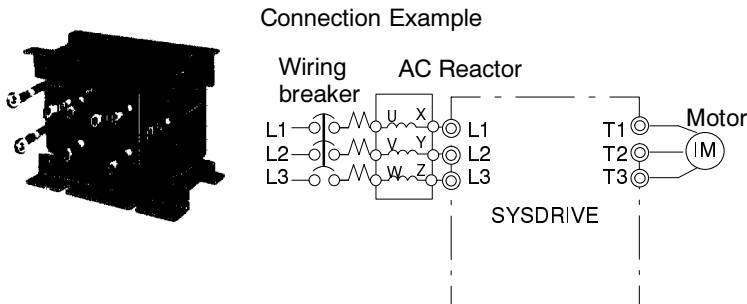 Connection Example
Wiring
breaker
AC Reactor
Motor
L1 U X L1 T1
L2 V Y L2 T2 IM
L3 W Z L3 T3
SYSDRIVE